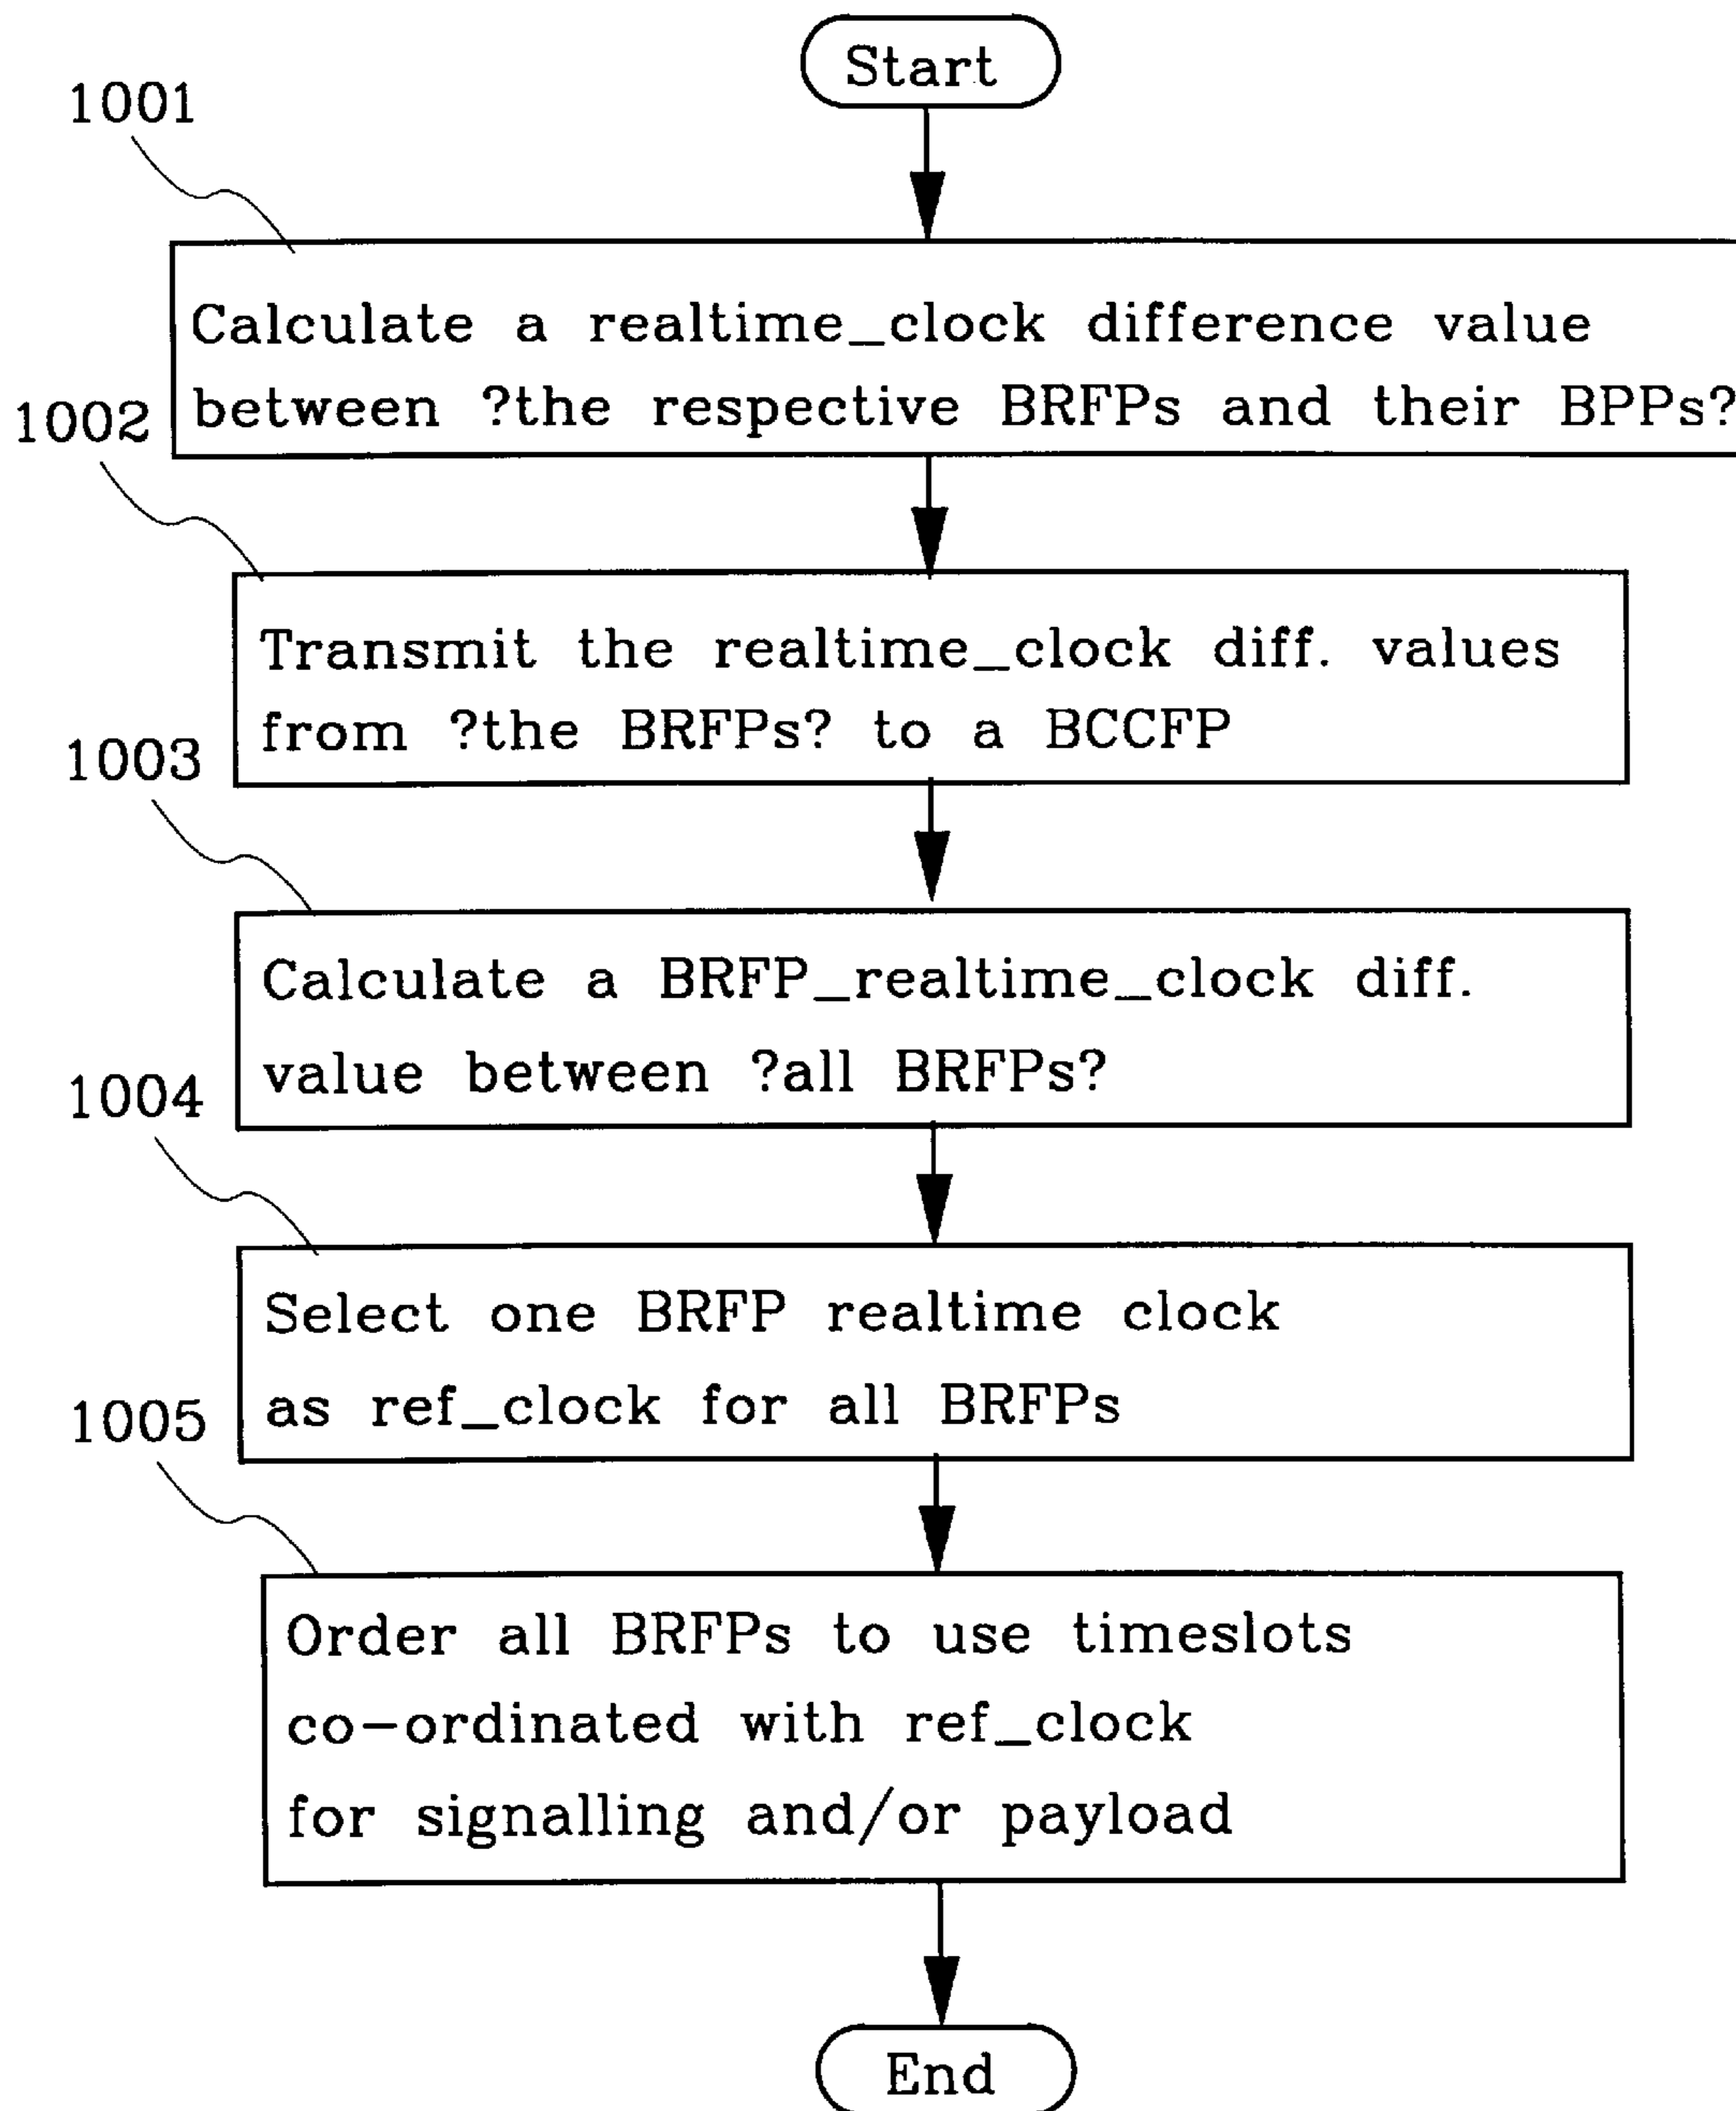 Start
1001
Calculate a realtime_clock difference value
between ?the respective BRFPs and their BPPs?
1002
Transmit the realtime_clock diff. values
from ?the BRFPs? to a BCCFP
1003
Calculate a BRFP_realtime_clock diff.
value between ?all BRFPs?
1004
Select one BRFP realtime clock
as ref_clock for all BRFPs
1005
Order all BRFPs to use timeslots
co-ordinated with ref_clock
for signalling and/or payload
End